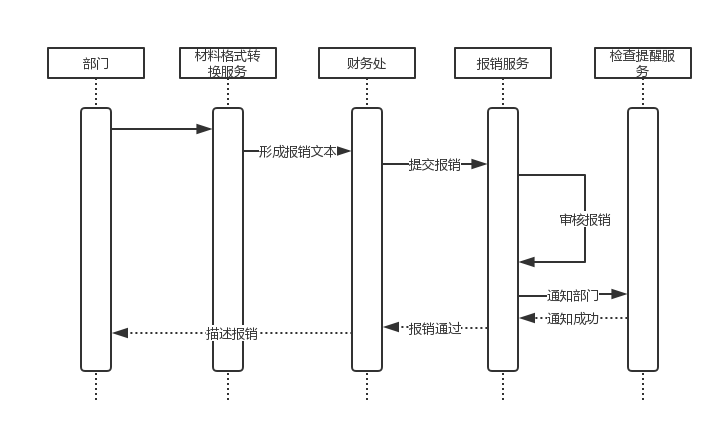 部门
材料格式转
换服务
财务处
报销服务
检查提醒服
务
形成报销文本
提交报销
审核报销
通知部门
通知成功
报销通过
描述报销